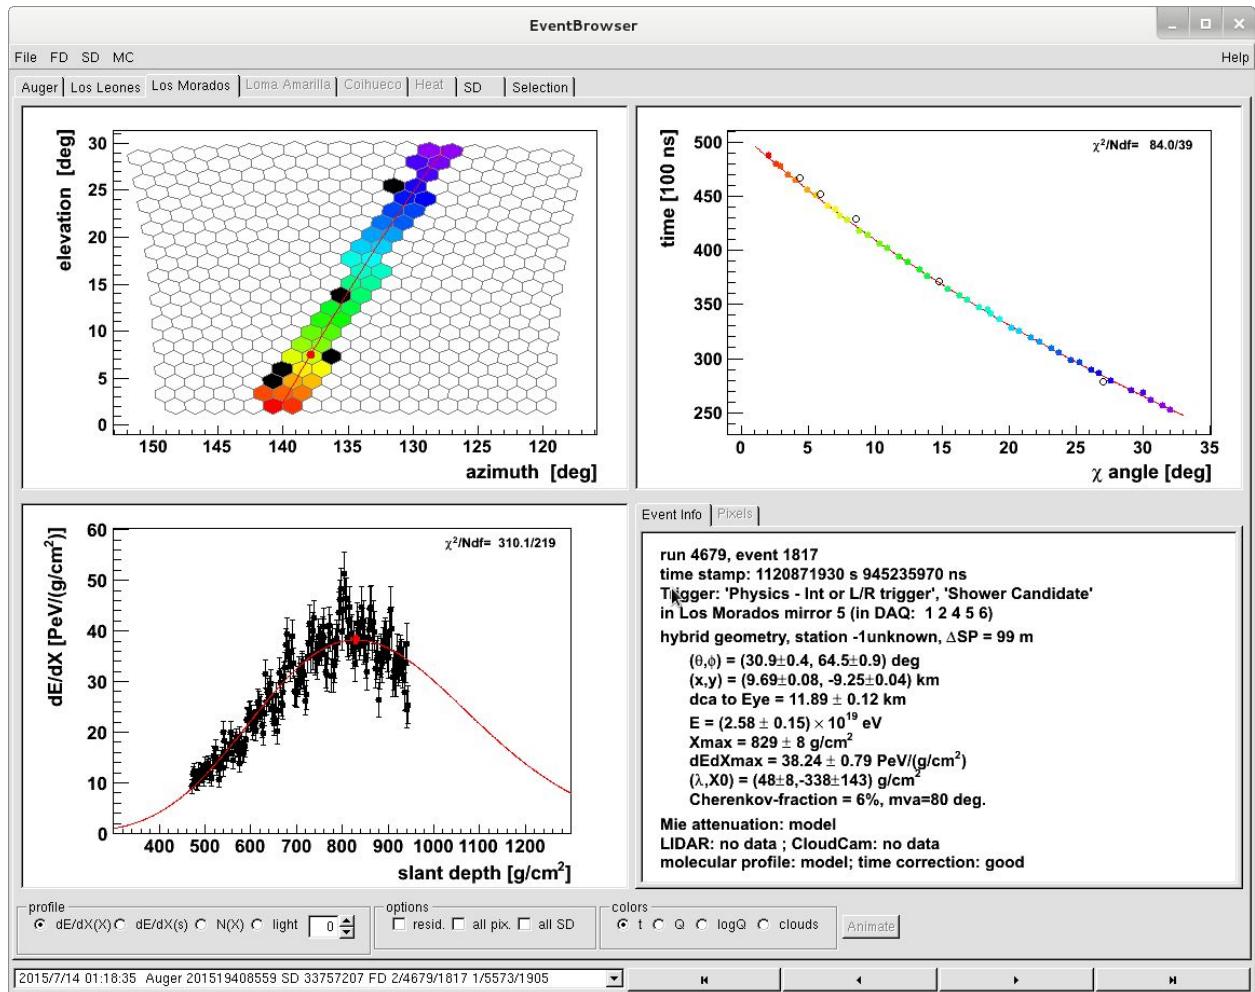 EventBrowser
File FD SD MC Help
Auger Los Leones Los Morados Loma Amarilla Coihueco Heat SD Selection
elevation [deg]
30
25
20
15
10
5
0
150 145 140 135 130 125 120
azimuth [deg]
χ²/Ndf= 84.0/39
time [100 ns]
500
450
400
350
300
250
0 5 10 15 20 25 30 35
χ angle [deg]
χ²/Ndf= 310.1/219
dE/dX [PeV/(g/cm²)]
60
50
40
30
20
10
0
400 500 600 700 800 900 1000 1100 1200
slant depth [g/cm²]
Event Info Pixels
run 4679, event 1817
time stamp: 1120871930 s 945235970 ns
Trigger: 'Physics - Int or L/R trigger', 'Shower Candidate'
in Los Morados mirror 5 (in DAQ: 1 2 4 5 6)
hybrid geometry, station -1unknown, ΔSP = 99 m
(θ,ϕ) = (30.9±0.4, 64.5±0.9) deg
(x,y) = (9.69±0.08, -9.25±0.04) km
dca to Eye = 11.89 ± 0.12 km
E = (2.58 ± 0.15) × 10¹⁹ eV
Xmax = 829 ± 8 g/cm²
dEdXmax = 38.24 ± 0.79 PeV/(g/cm²)
(λ,X0) = (48±8,-338±143) g/cm²
Cherenkov-fraction = 6%, mva=80 deg.
Mie attenuation: model
LIDAR: no data ; CloudCam: no data
molecular profile: model; time correction: good
profile
dE/dX(X) dE/dX(s) N(X) light 0
options
resid. all pix. all SD
colors
t Q logQ clouds
Animate
2015/7/14 01:18:35 Auger 201519408559 SD 33757207 FD 2/4679/1817 1/5573/1905